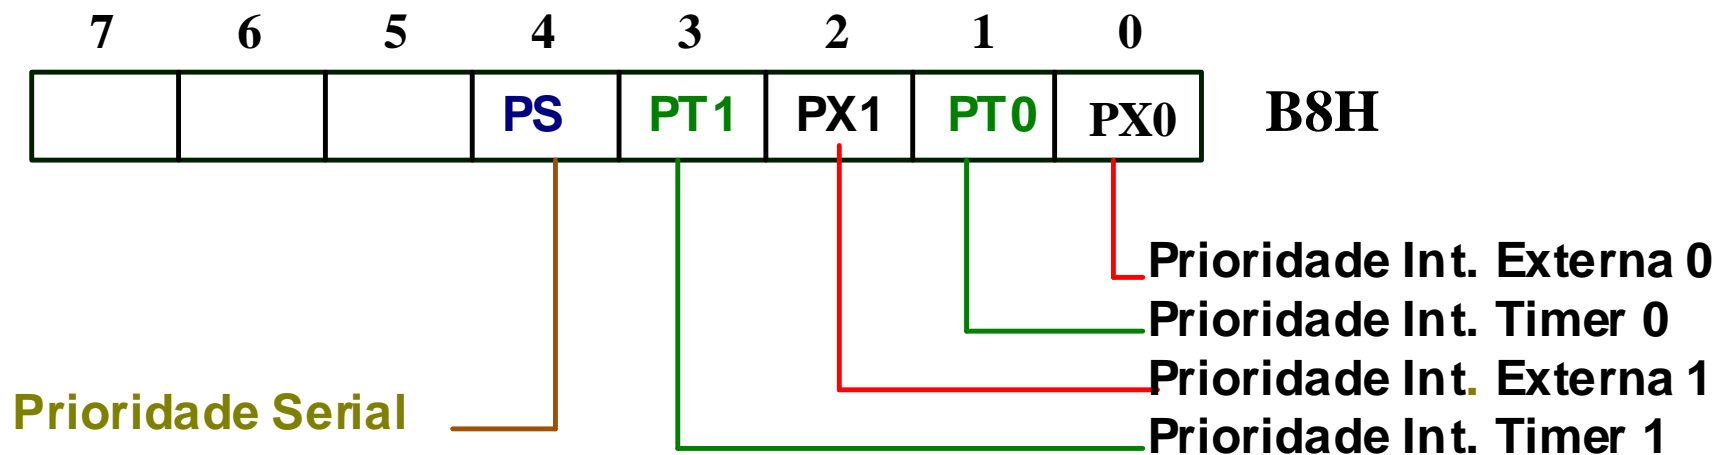 7 6 5 4 3 2 1 0
PS PT1 PX1 PT0 PX0 B8H
Prioridade Int. Externa 0
Prioridade Int. Timer 0
Prioridade Int. Externa 1
Prioridade Serial
Prioridade Int. Timer 1